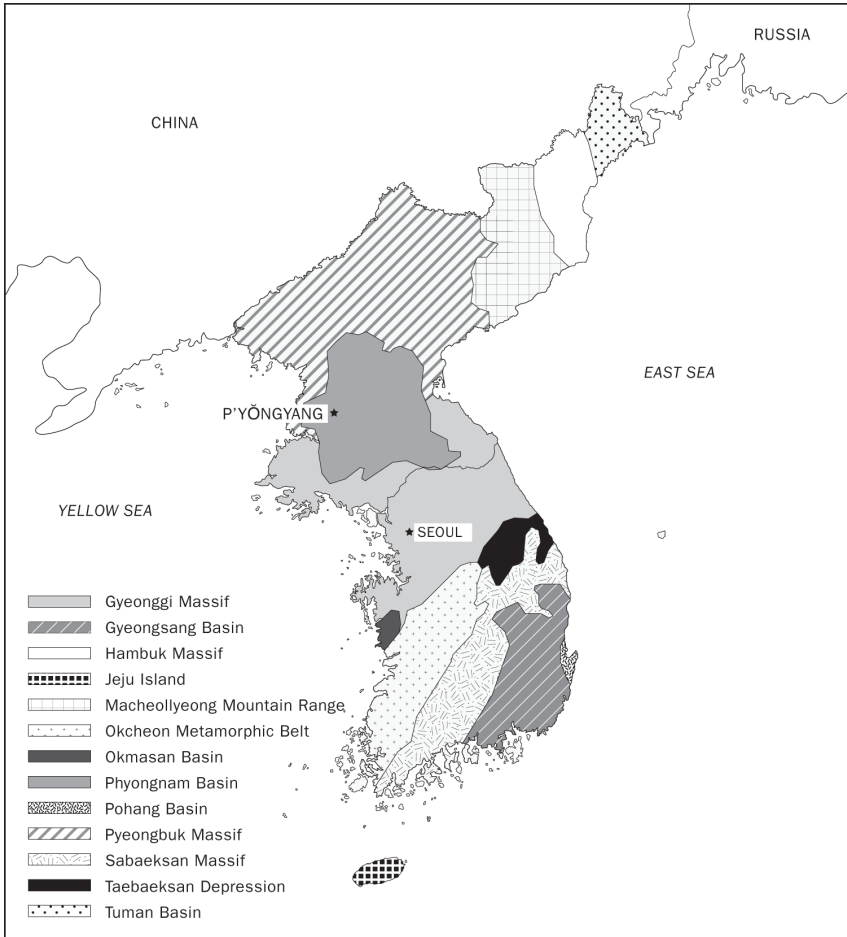 RUSSIA
CHINA
EAST SEA
P'YŎNGYANG
YELLOW SEA
SEOUL
Gyeonggi Massif
Gyeongsang Basin
Hambuk Massif
Jeju Island
Macheollyeong Mountain Range
Okcheon Metamorphic Belt
Okmasan Basin
Phyongnam Basin
Pohang Basin
Pyeongbuk Massif
Sabaeksan Massif
Taebaeksan Depression
Tuman Basin